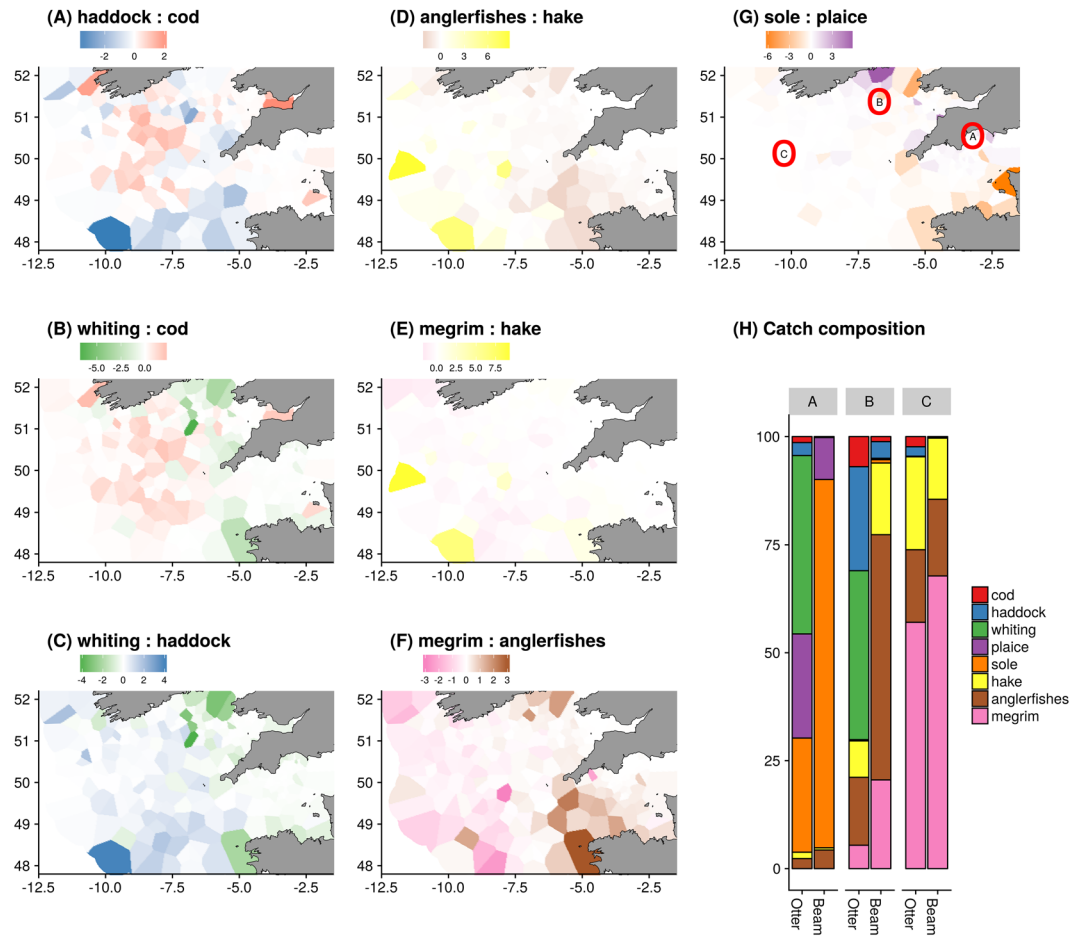 (A) haddock : cod
-2 0 2
52
51
50
49
48
-12.5 -10.0 -7.5 -5.0 -2.5
(D) anglerfishes : hake
0 3 6
-12.5 -10.0 -7.5 -5.0 -2.5
(G) sole : plaice
-6 -3 0 3
52
51
50
49
48
B
A
C
-12.5 -10.0 -7.5 -5.0 -2.5
(B) whiting : cod
-5.0 -2.5 0.0
52
51
50
49
48
-12.5 -10.0 -7.5 -5.0 -2.5
(E) megrim : hake
0.0 2.5 5.0 7.5
52
51
50
49
48
-12.5 -10.0 -7.5 -5.0 -2.5
(C) whiting : haddock
-4 -2 0 2 4
52
51
50
49
48
-12.5 -10.0 -7.5 -5.0 -2.5
(F) megrim : anglerfishes
-3 -2 -1 0 1 2 3
52
51
50
49
48
-12.5 -10.0 -7.5 -5.0 -2.5
(H) Catch composition
A B C
100
75
50
25
0
Otter Beam Otter Beam Otter Beam
cod
haddock
whiting
plaice
sole
hake
anglerfishes
megrim